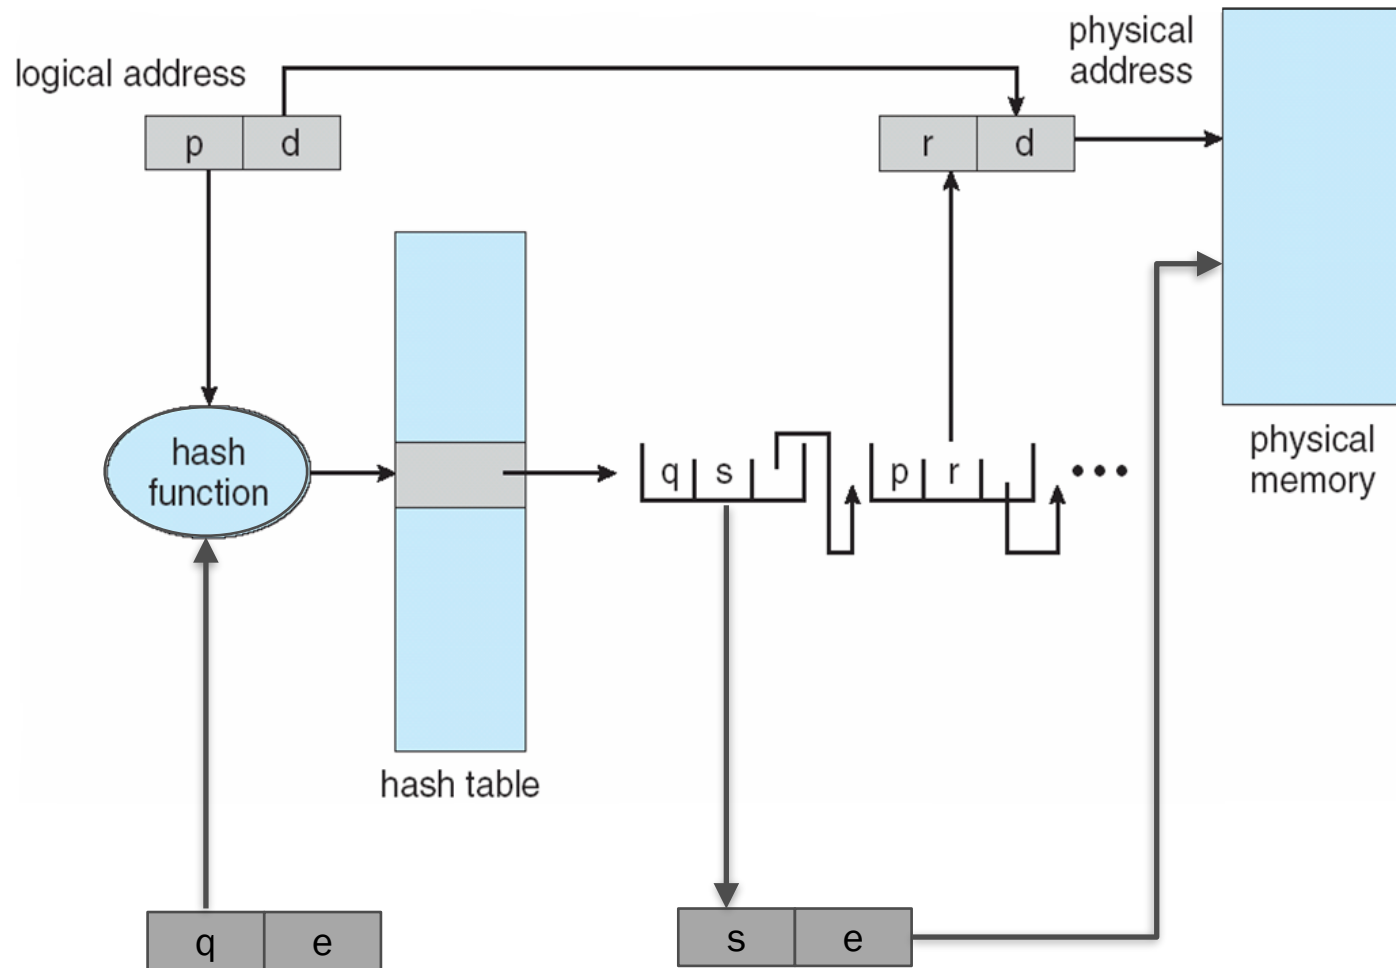 logical address
physical
address
p d
r d
hash
function
q s
p r
•••
physical
memory
hash table
q e
s e